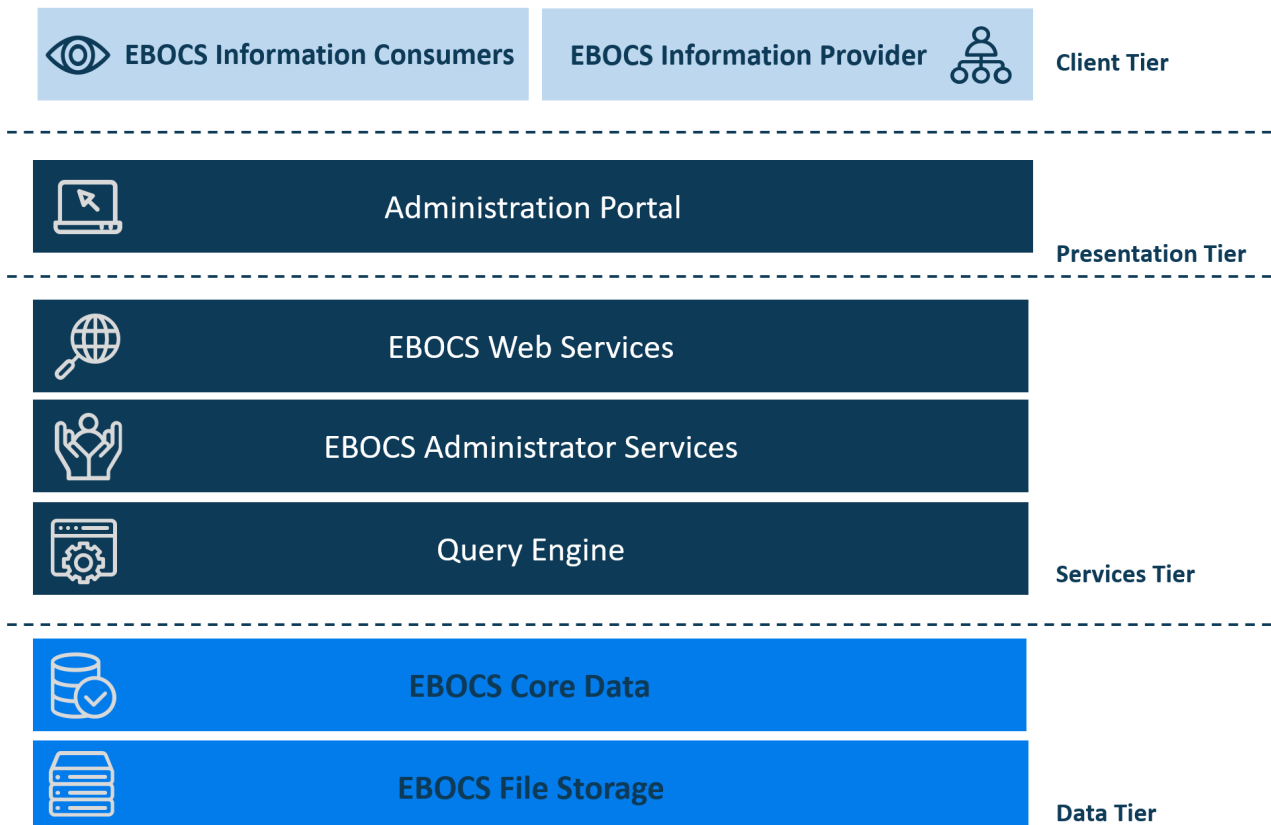 EBOCS Information Consumers
EBOCS Information Provider
Client Tier
Administration Portal
Presentation Tier
EBOCS Web Services
EBOCS Administrator Services
Query Engine
Services Tier
EBOCS Core Data
EBOCS File Storage
Data Tier